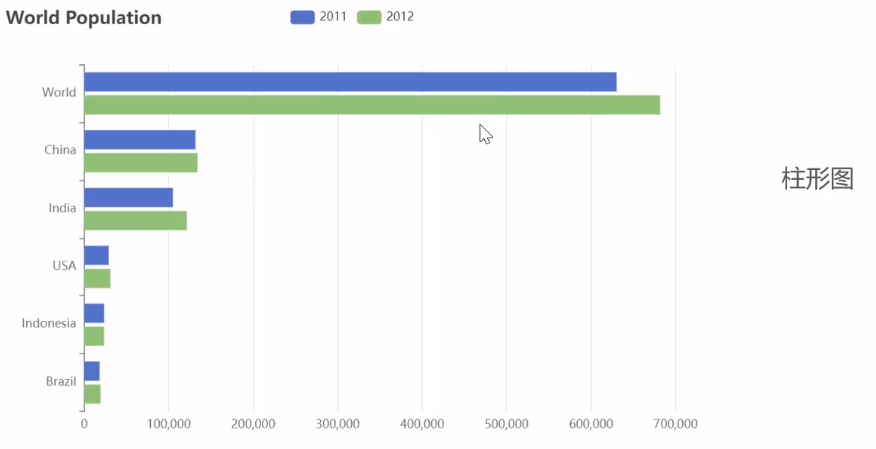 World Population
2011 2012
World
China
柱形图
India
USA
Indonesia
Brazil
0 100,000 200,000 300,000 400,000 500,000 600,000 700,000